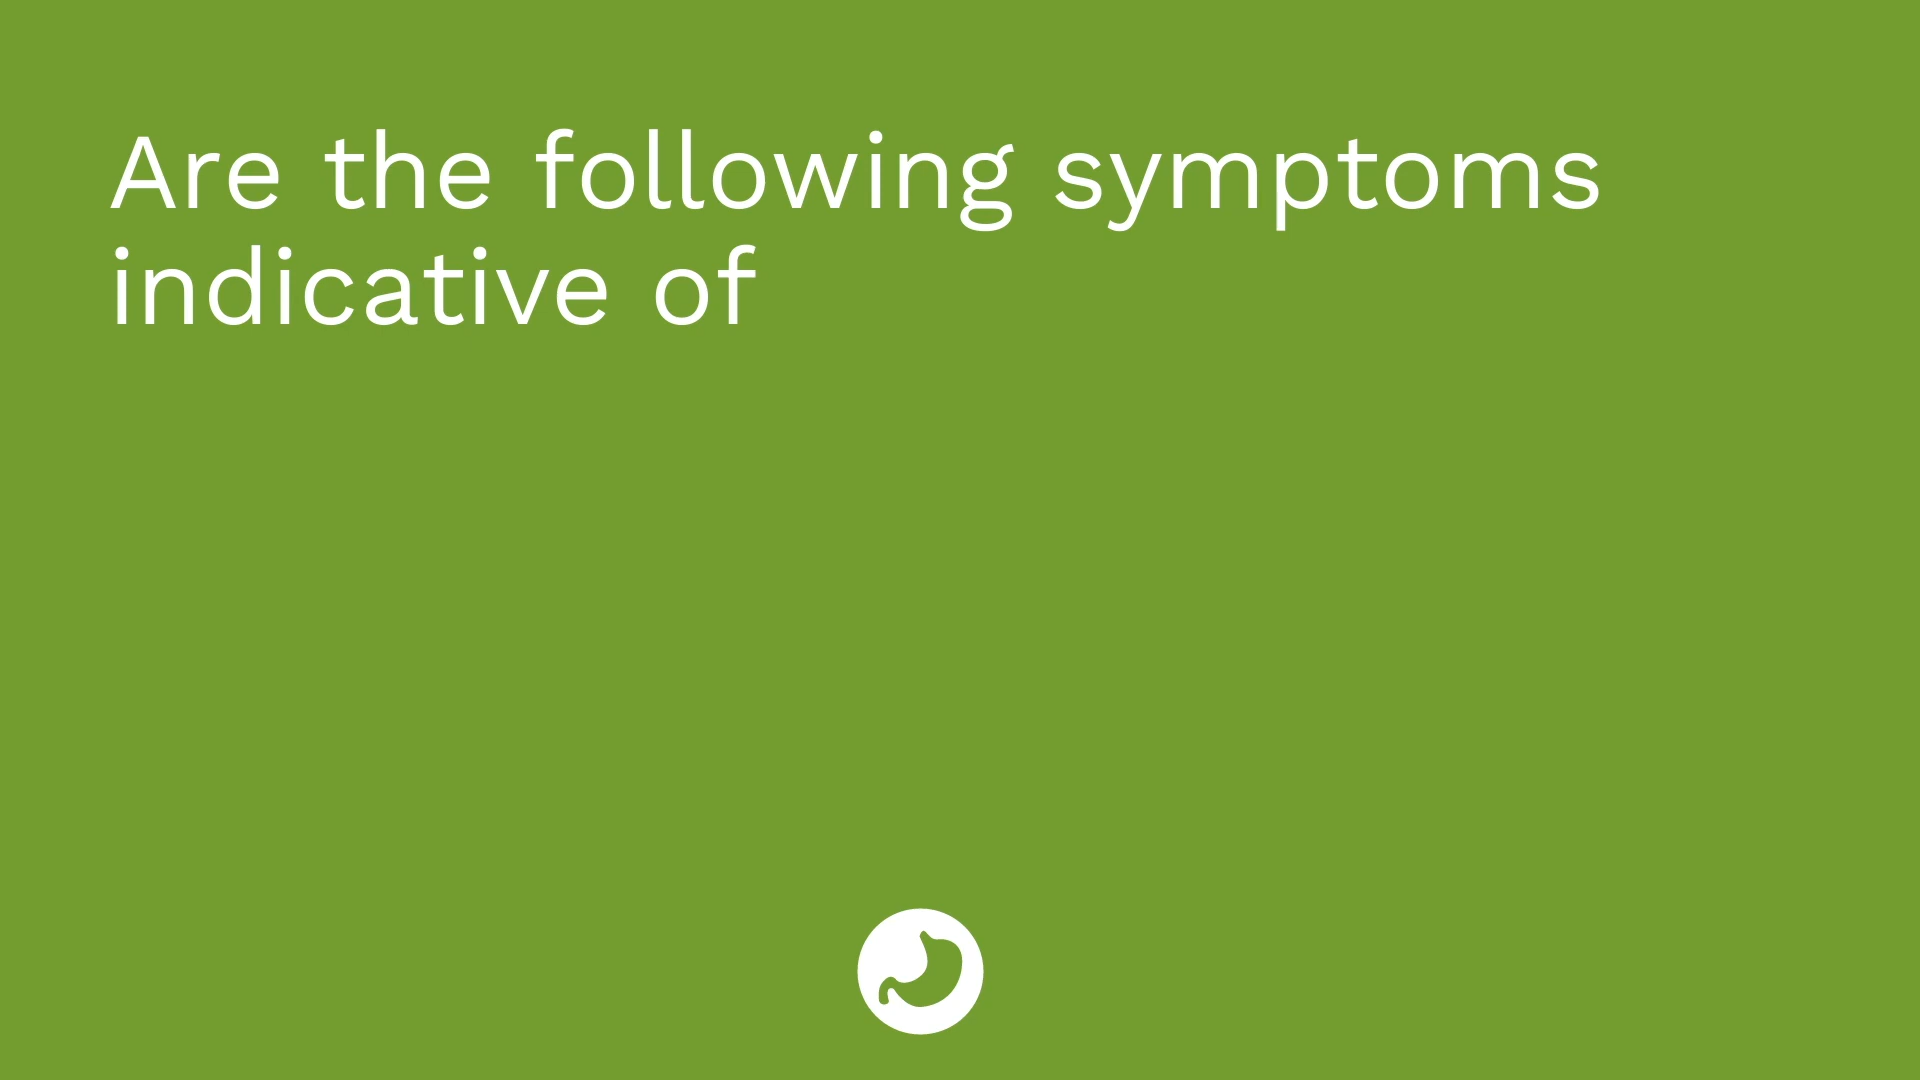 Are the following symptoms
indicative of